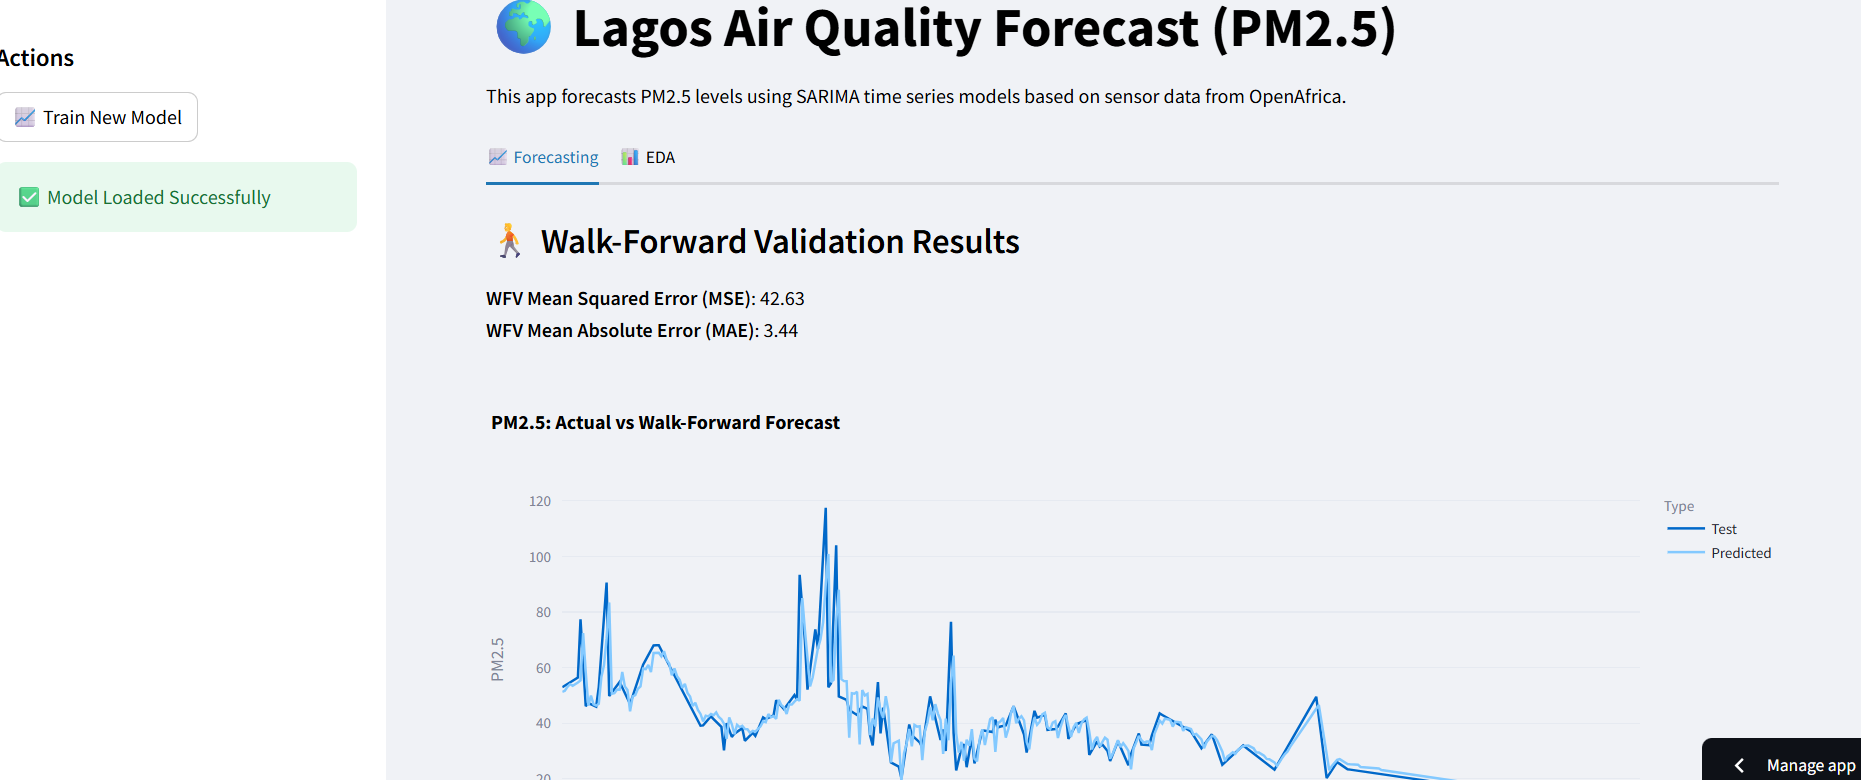 Actions
Train New Model
Model Loaded Successfully
Lagos Air Quality Forecast (PM2.5)
This app forecasts PM2.5 levels using SARIMA time series models based on sensor data from OpenAfrica.
Forecasting EDA
Walk-Forward Validation Results
WFV Mean Squared Error (MSE): 42.63
WFV Mean Absolute Error (MAE): 3.44
PM2.5: Actual vs Walk-Forward Forecast
120
100
80
60
40
20
PM2.5
Type
Test
Predicted
Manage app